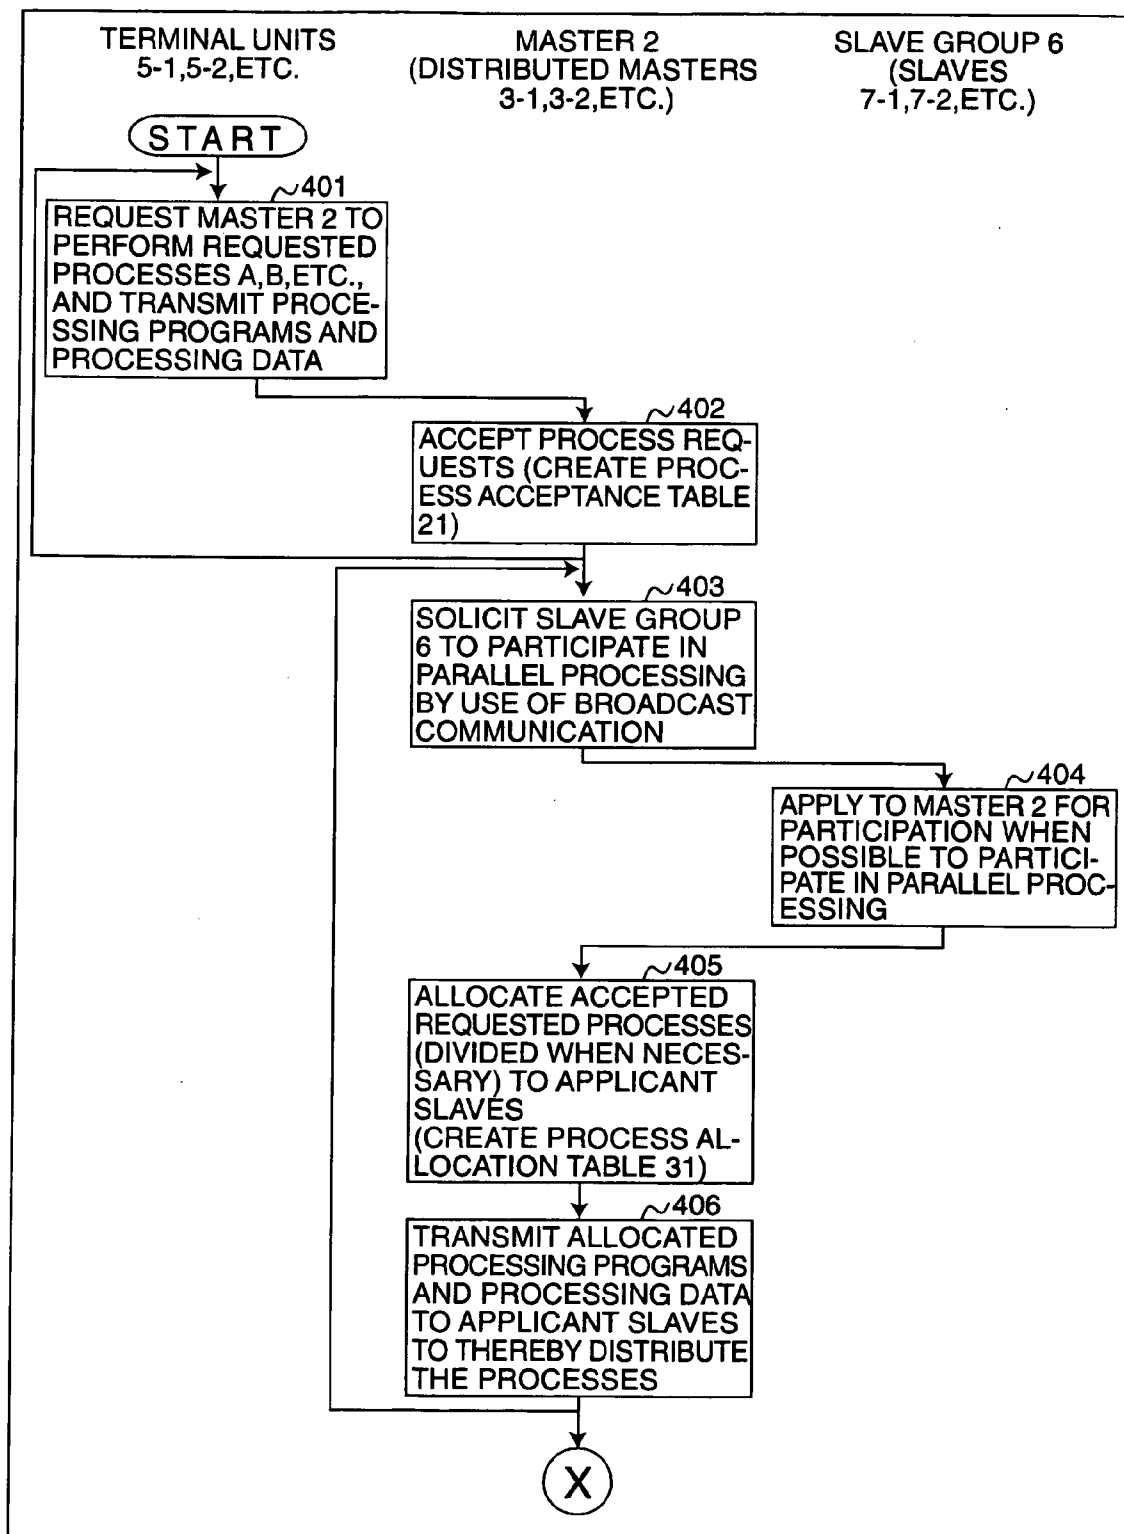 TERMINAL UNITS
5-1,5-2,ETC.
MASTER 2
(DISTRIBUTED MASTERS
3-1,3-2,ETC.)
SLAVE GROUP 6
(SLAVES
7-1,7-2,ETC.)
START
401
REQUEST MASTER 2 TO
PERFORM REQUESTED
PROCESSES A,B,ETC.,
AND TRANSMIT PROCE-
SSING PROGRAMS AND
PROCESSING DATA
402
ACCEPT PROCESS REQ-
UESTS (CREATE PROC-
ESS ACCEPTANCE TABLE
21)
403
SOLICIT SLAVE GROUP
6 TO PARTICIPATE IN
PARALLEL PROCESSING
BY USE OF BROADCAST
COMMUNICATION
404
APPLY TO MASTER 2 FOR
PARTICIPATION WHEN
POSSIBLE TO PARTICI-
PATE IN PARALLEL PROC-
ESSING
405
ALLOCATE ACCEPTED
REQUESTED PROCESSES
(DIVIDED WHEN NECES-
SARY) TO APPLICANT
SLAVES
(CREATE PROCESS AL-
LOCATION TABLE 31)
406
TRANSMIT ALLOCATED
PROCESSING PROGRAMS
AND PROCESSING DATA
TO APPLICANT SLAVES
TO THEREBY DISTRIBUTE
THE PROCESSES
X